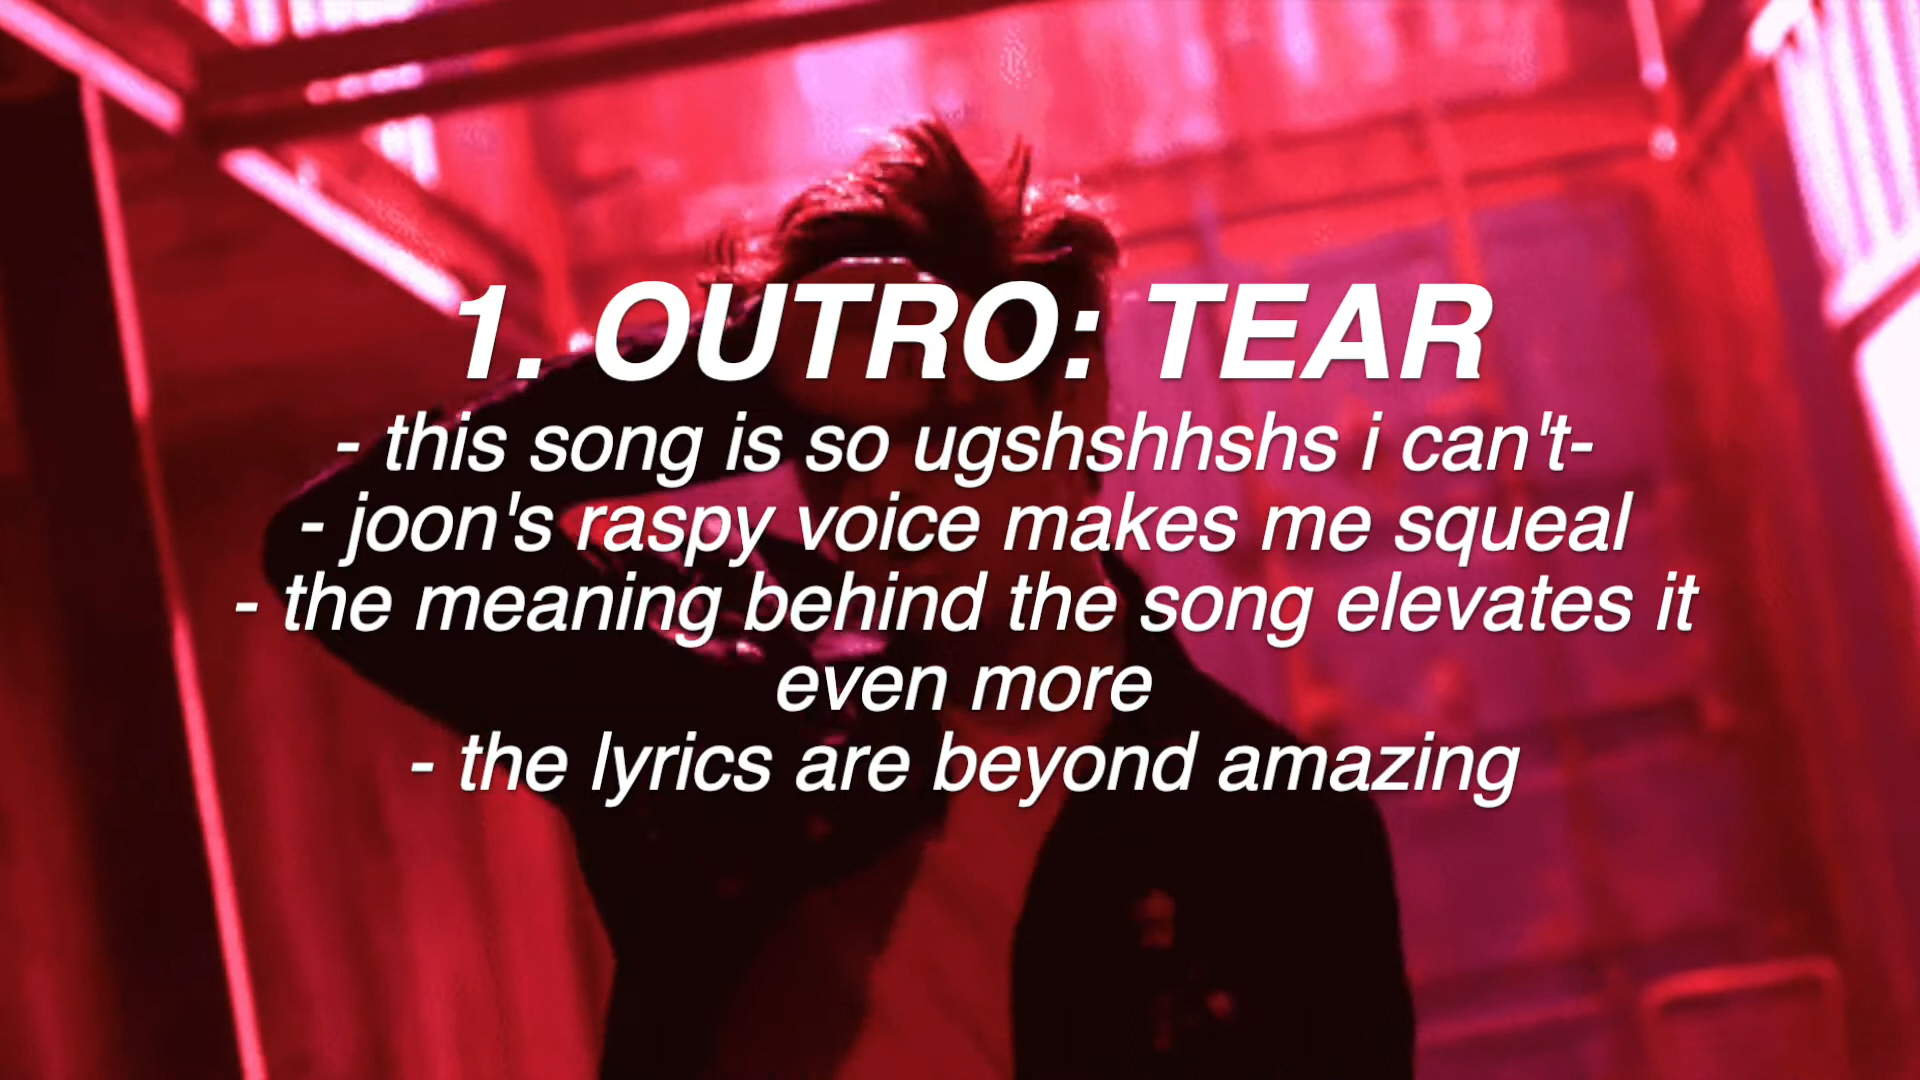 1. OUTRO: TEAR
- this song is so ugshshhshs i can't-
- joon's raspy voice makes me squeal
- the meaning behind the song elevates it
even more
- the lyrics are beyond amazing